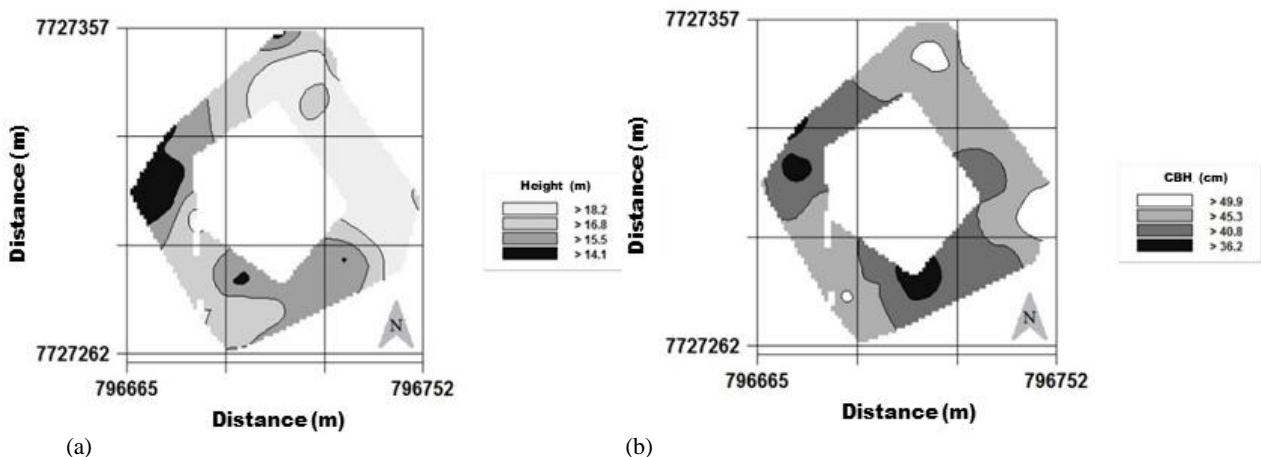 7727357
Distance (m)
7727262
796665
796752
Distance (m)
Height (m)
> 18.2
> 16.8
> 15.5
> 14.1
7
N
(a)
7727357
Distance (m)
7727262
796665
796752
Distance (m)
CBH (cm)
> 49.9
> 45.3
> 40.8
> 36.2
N
(b)